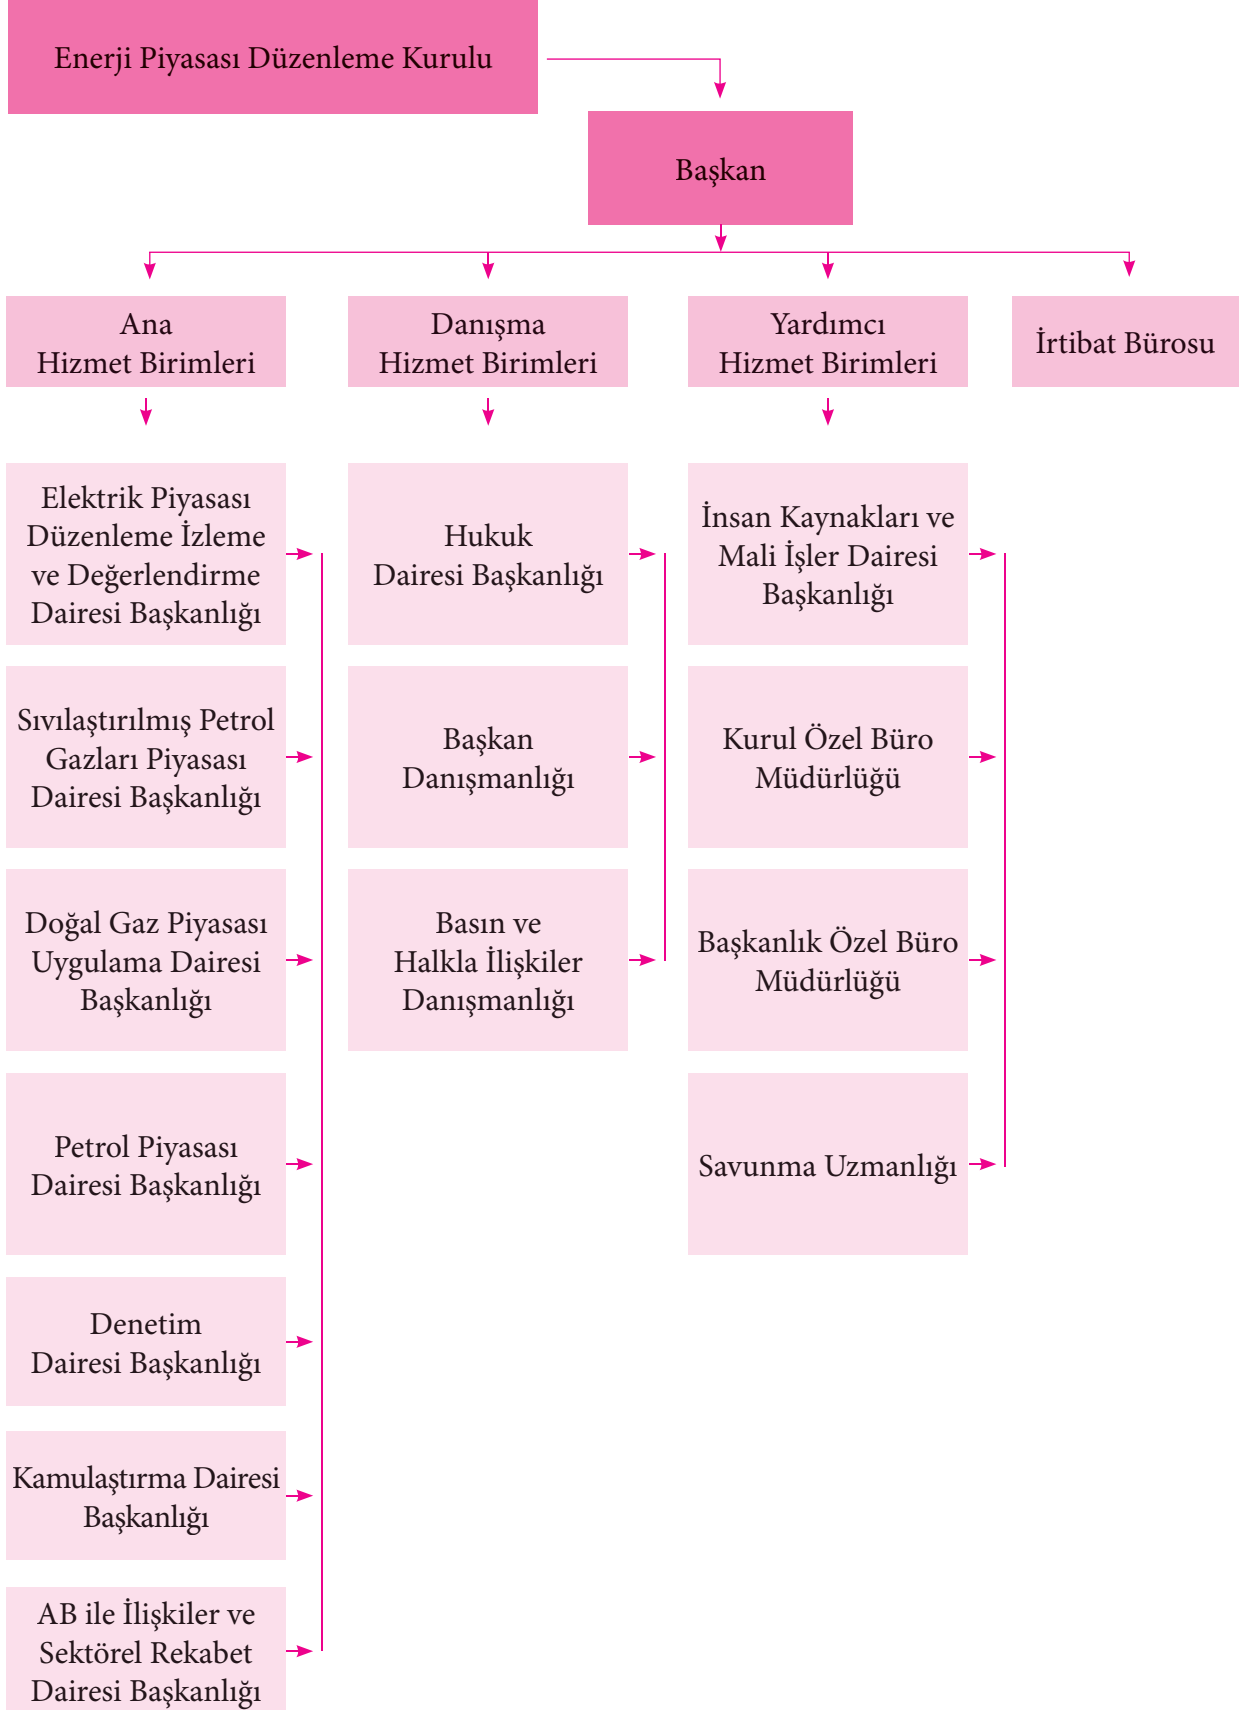 Enerji Piyasası Düzenleme Kurulu
Başkan
Ana
Hizmet Birimleri
Danışma
Hizmet Birimleri
Yardımcı
Hizmet Birimleri
İrtibat Bürosu
Elektrik Piyasası
Düzenleme İzleme
ve Değerlendirme
Dairesi Başkanlığı
Sıvılaştırılmış Petrol
Gazları Piyasası
Dairesi Başkanlığı
Doğal Gaz Piyasası
Uygulama Dairesi
Başkanlığı
Petrol Piyasası
Dairesi Başkanlığı
Denetim
Dairesi Başkanlığı
Kamulaştırma Dairesi
Başkanlığı
AB ile İlişkiler ve
Sektörel Rekabet
Dairesi Başkanlığı
Hukuk
Dairesi Başkanlığı
Başkan
Danışmanlığı
Basın ve
Halkla İlişkiler
Danışmanlığı
İnsan Kaynakları ve
Mali İşler Dairesi
Başkanlığı
Kurul Özel Büro
Müdürlüğü
Başkanlık Özel Büro
Müdürlüğü
Savunma Uzmanlığı